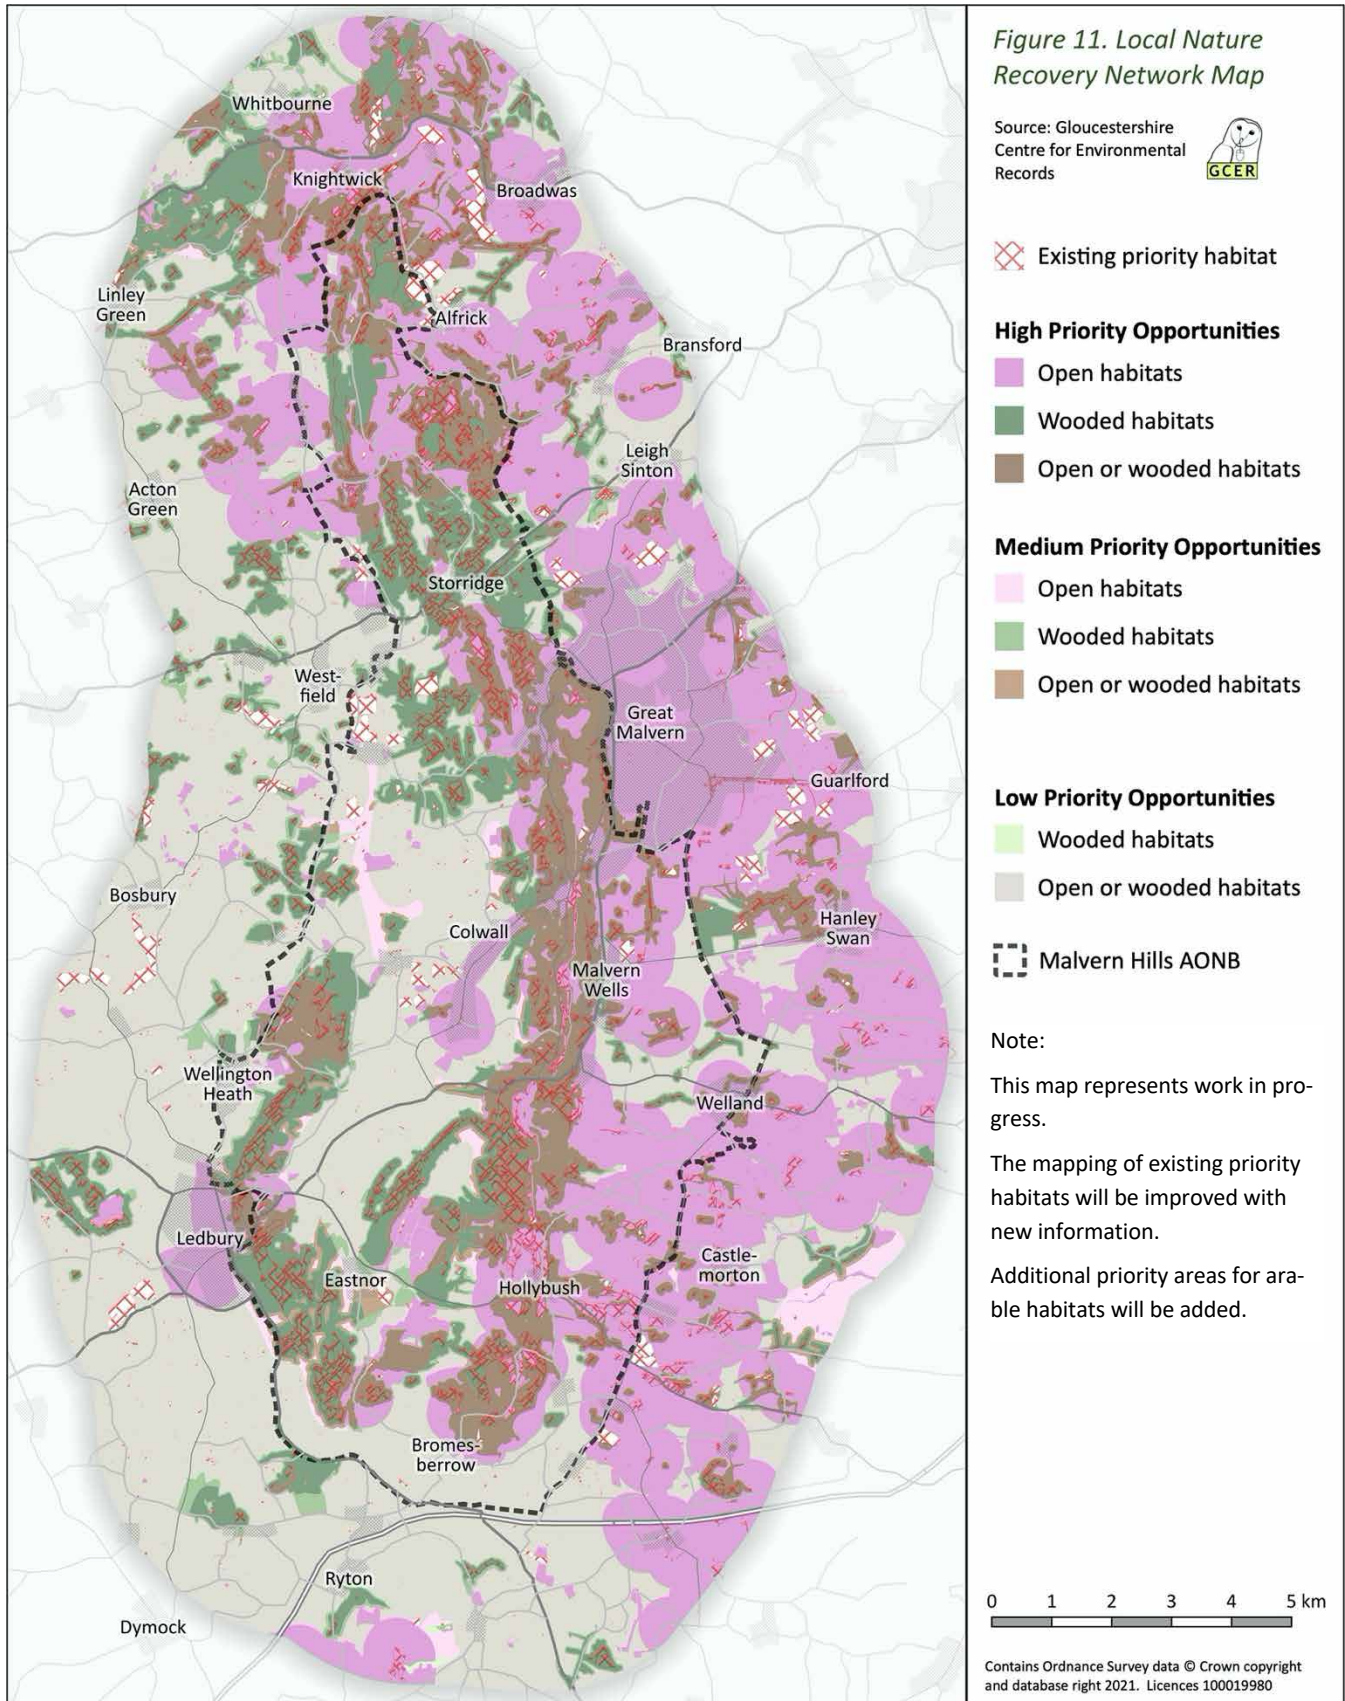 Figure 11. Local Nature
Recovery Network Map
Source: Gloucestershire
Centre for Environmental
Records
GCER
Existing priority habitat
High Priority Opportunities
Open habitats
Wooded habitats
Open or wooded habitats
Medium Priority Opportunities
Open habitats
Wooded habitats
Open or wooded habitats
Low Priority Opportunities
Wooded habitats
Open or wooded habitats
Malvern Hills AONB
Note:
This map represents work in pro-
gress.
The mapping of existing priority
habitats will be improved with
new information.
Additional priority areas for ara-
ble habitats will be added.
0 1 2 3 4 5 km
Contains Ordnance Survey data © Crown copyright
and database right 2021. Licences 100019980
Whitbourne
Knightwick
Broadwas
Linley
Green
Alfrick
Bransford
Leigh
Sinton
Acton
Green
Storridge
West-
field
Great
Malvern
Guarlford
Bosbury
Colwall
Hanley
Swan
Malvern
Wells
Wellington
Heath
Welland
Ledbury
Eastnor
Castle-
morton
Hollybush
Bromes-
berrow
Ryton
Dymock